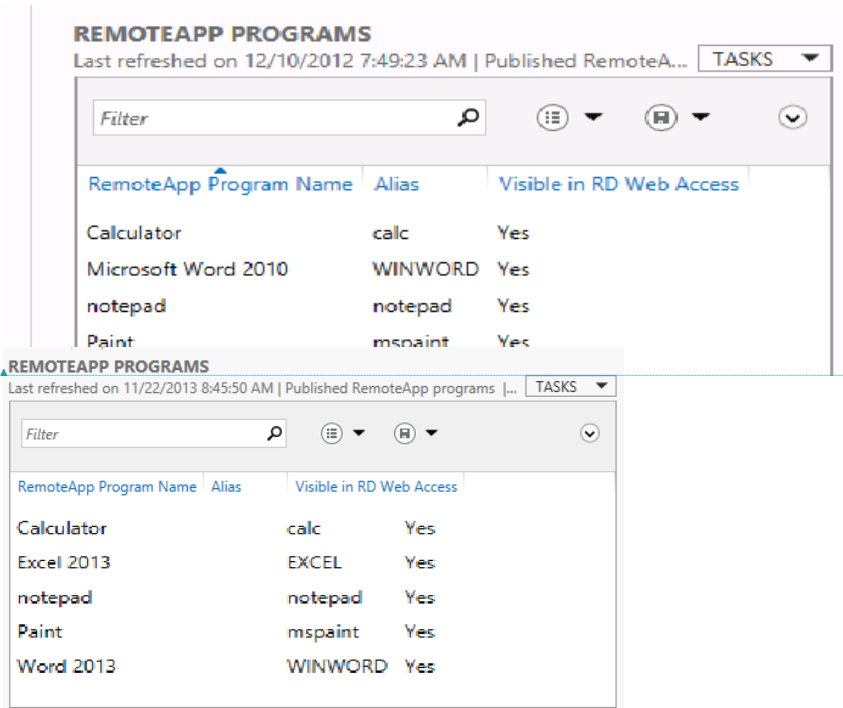 REMOTEAPP PROGRAMS
Last refreshed on 12/10/2012 7:49:23 AM | Published RemoteA... TASKS
Filter
RemoteApp Program Name Alias Visible in RD Web Access
Calculator calc Yes
Microsoft Word 2010 WINWORD Yes
notepad notepad Yes
Paint mspaint Yes
REMOTEAPP PROGRAMS
Last refreshed on 11/22/2013 8:45:50 AM | Published RemoteApp programs |... TASKS
Filter
RemoteApp Program Name Alias Visible in RD Web Access
Calculator calc Yes
Excel 2013 EXCEL Yes
notepad notepad Yes
Paint mspaint Yes
Word 2013 WINWORD Yes